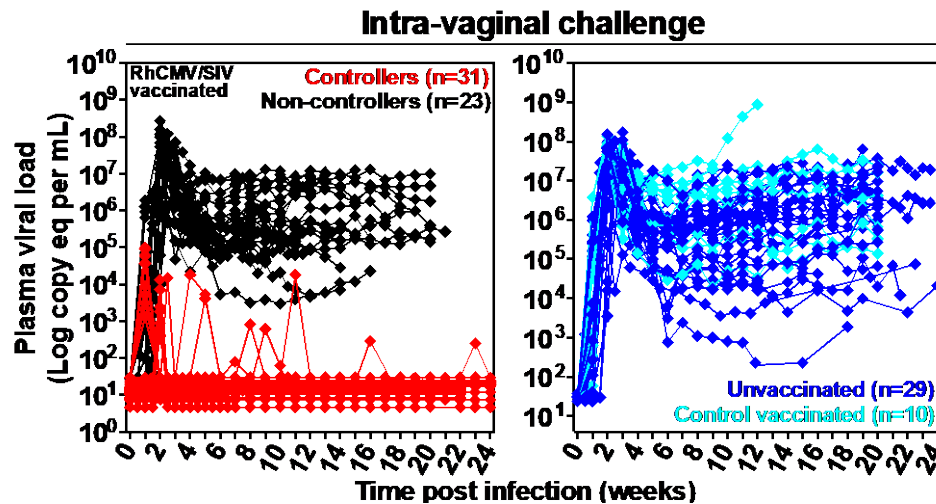 Intra-vaginal challenge
Plasma viral load
(Log copy eq per mL)
10^10
10^9
10^8
10^7
10^6
10^5
10^4
10^3
10^2
10^1
10^0
RhCMV/SIV
vaccinated
Controllers (n=31)
Non-controllers (n=23)
0 2 4 6 8 10 12 14 16 18 20 22 24
10^10
10^9
10^8
10^7
10^6
10^5
10^4
10^3
10^2
10^1
Unvaccinated (n=29)
Control vaccinated (n=10)
0 2 4 6 8 10 12 14 16 18 20 22 24
Time post infection (weeks)